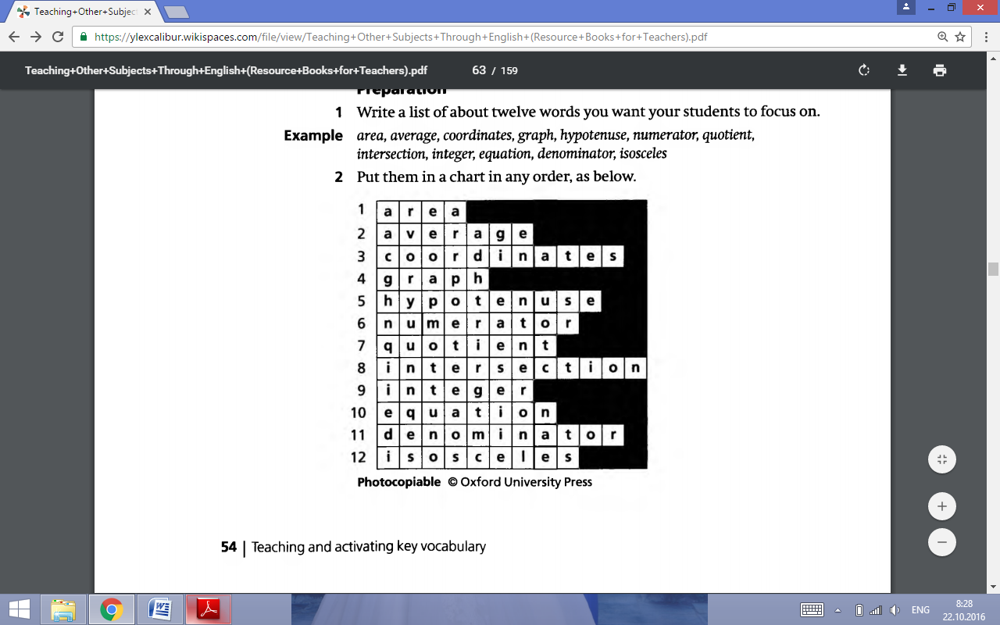 Teaching+Other+Subjec
https://ylexcalibur.wikispaces.com/file/view/Teaching+Other+Subjects+Through+English+(Resource+Books+for+Teachers).pdf
Teaching+Other+Subjects+Through+English+(Resource+Books+for+Teachers).pdf 63 / 159
Preparation
1 Write a list of about twelve words you want your students to focus on.
Example area, average, coordinates, graph, hypotenuse, numerator, quotient,
intersection, integer, equation, denominator, isosceles
2 Put them in a chart in any order, as below.
1 a r e a
2 a v e r a g e
3 c o o r d i n a t e s
4 g r a p h
5 h y p o t e n u s e
6 n u m e r a t o r
7 q u o t i e n t
8 i n t e r s e c t i o n
9 i n t e g e r
10 e q u a t i o n
11 d e n o m i n a t o r
12 i s o s c e l e s
Photocopiable © Oxford University Press
54 | Teaching and activating key vocabulary
ENG
8:28
22.10.2016